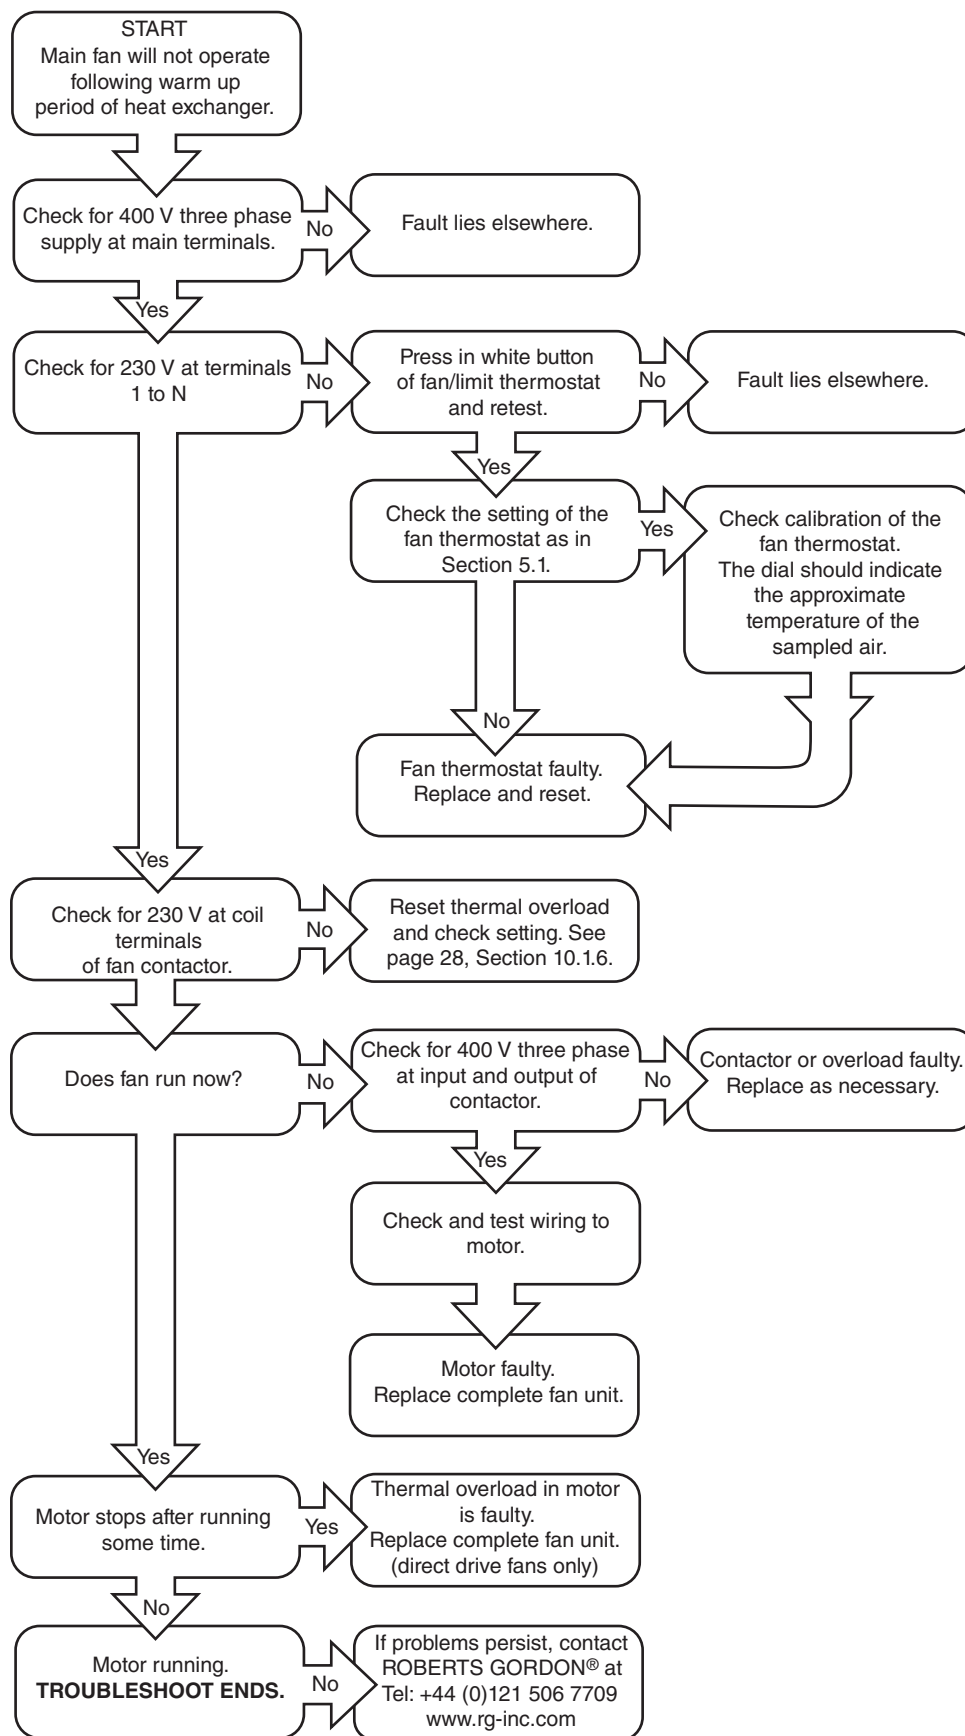 START
Main fan will not operate
following warm up
period of heat exchanger.
Check for 400 V three phase
supply at main terminals.
No
Fault lies elsewhere.
Yes
Check for 230 V at terminals
1 to N
No
Press in white button
of fan/limit thermostat
and retest.
No
Fault lies elsewhere.
Yes
Check the setting of the
fan thermostat as in
Section 5.1.
Yes
Check calibration of the
fan thermostat.
The dial should indicate
the approximate
temperature of the
sampled air.
No
Fan thermostat faulty.
Replace and reset.
Yes
Check for 230 V at coil
terminals
of fan contactor.
No
Reset thermal overload
and check setting. See
page 28, Section 10.1.6.
Does fan run now?
No
Check for 400 V three phase
at input and output of
contactor.
No
Contactor or overload faulty.
Replace as necessary.
Yes
Check and test wiring to
motor.
Motor faulty.
Replace complete fan unit.
Yes
Motor stops after running
some time.
Yes
Thermal overload in motor
is faulty.
Replace complete fan unit.
(direct drive fans only)
No
Motor running.
TROUBLESHOOT ENDS.
No
If problems persist, contact
ROBERTS GORDON® at
Tel: +44 (0)121 506 7709
www.rg-inc.com